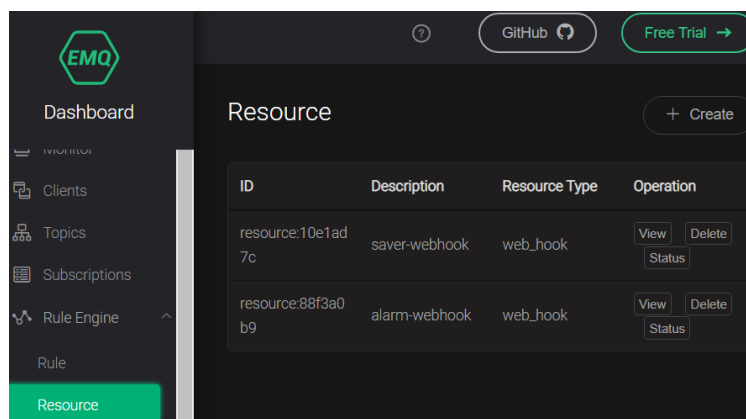 EMQ
Dashboard
Monitor
Clients
Topics
Subscriptions
Rule Engine
Rule
Resource
?
GitHub
Free Trial →
Resource
+ Create
ID Description Resource Type Operation
resource:10e1ad
7c
saver-webhook web_hook View Delete
Status
resource:88f3a0
b9
alarm-webhook web_hook View Delete
Status